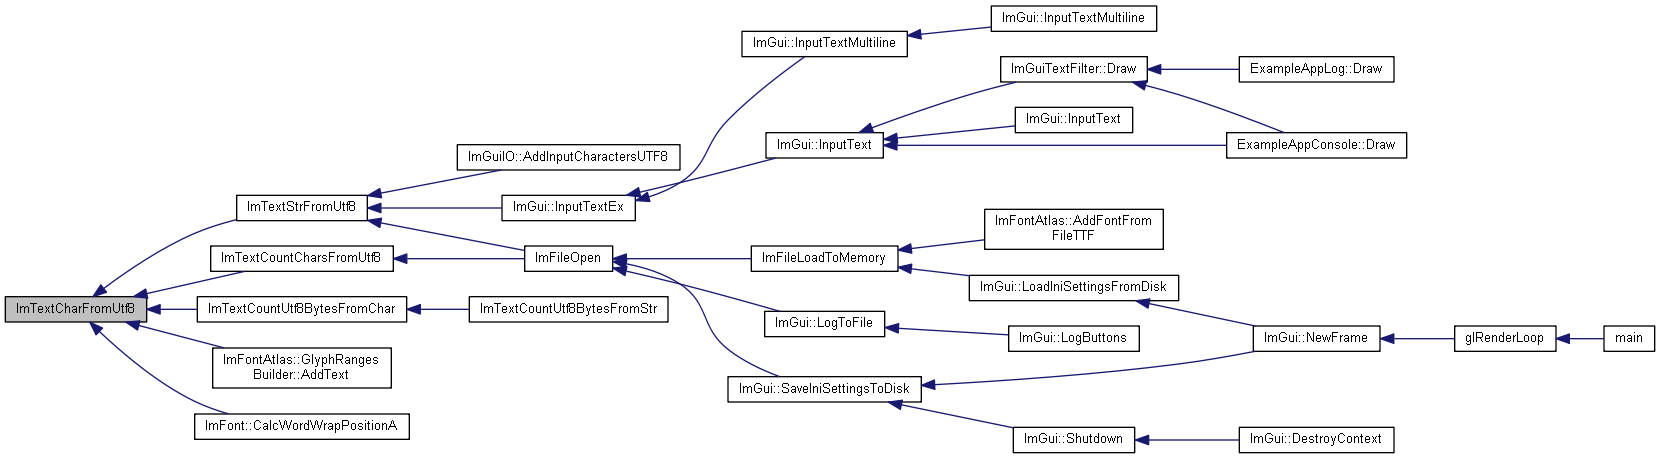 ImGui::InputTextMultiline
ImGui::InputTextMultiline
ImGuiTextFilter::Draw
ExampleAppLog::Draw
ImGui::InputText
ImGui::InputText
ExampleAppConsole::Draw
ImGuiIO::AddInputCharactersUTF8
ImTextStrFromUtf8
ImGui::InputTextEx
ImFontAtlas::AddFontFrom
FileTTF
ImTextCountCharsFromUtf8
ImFileOpen
ImFileLoadToMemory
ImGui::LoadIniSettingsFromDisk
ImTextCharFromUtf8
ImTextCountUtf8BytesFromChar
ImTextCountUtf8BytesFromStr
ImGui::LogToFile
ImGui::LogButtons
ImGui::NewFrame
glRenderLoop
main
ImFontAtlas::GlyphRanges
Builder::AddText
ImGui::SaveIniSettingsToDisk
ImFont::CalcWordWrapPositionA
ImGui::Shutdown
ImGui::DestroyContext